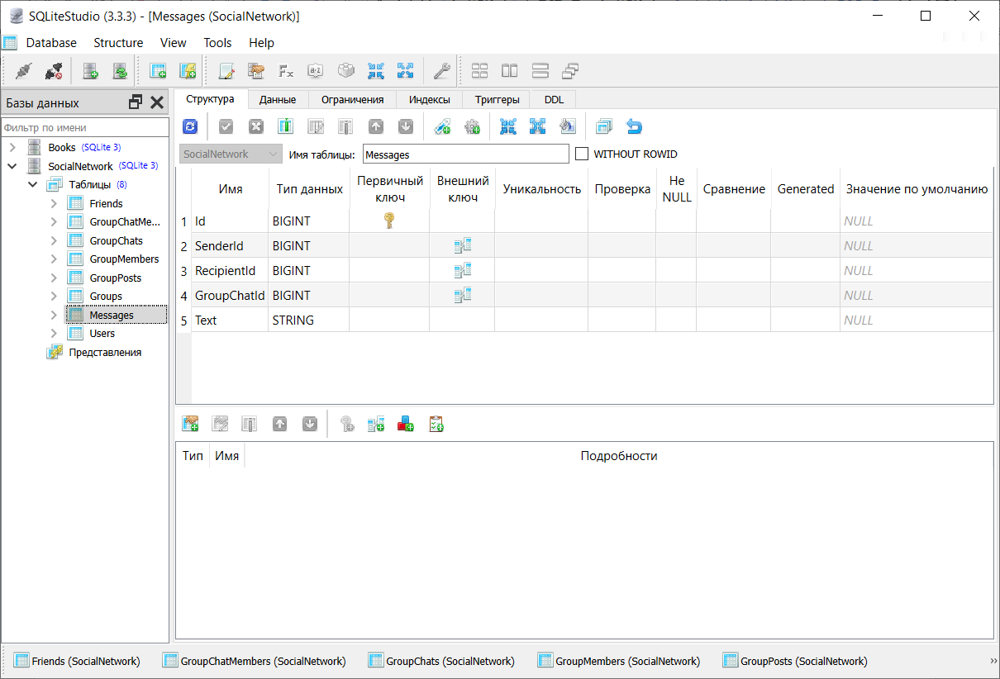 SQLiteStudio (3.3.3) - [Messages (SocialNetwork)]
Database Structure View Tools Help
Базы данных
Фильтр по имени
Books (SQLite 3)
SocialNetwork (SQLite 3)
Таблицы (8)
Friends
GroupChatMe...
GroupChats
GroupMembers
GroupPosts
Groups
Messages
Users
Представления
Структура Данные Ограничения Индексы Триггеры DDL
SocialNetwork Имя таблицы: Messages WITHOUT ROWID
Имя Тип данных Первичный ключ Внешний ключ Уникальность Проверка Не NULL Сравнение Generated Значение по умолчанию
1 Id BIGINT NULL
2 SenderId BIGINT NULL
3 RecipientId BIGINT NULL
4 GroupChatId BIGINT NULL
5 Text STRING NULL
Тип Имя Подробности
Friends (SocialNetwork) GroupChatMembers (SocialNetwork) GroupChats (SocialNetwork) GroupMembers (SocialNetwork) GroupPosts (SocialNetwork) »